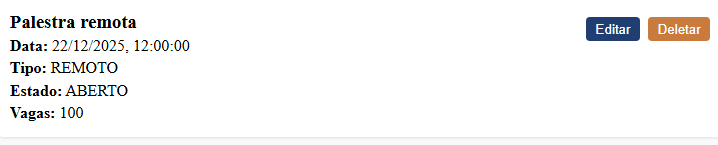 Palestra remota
Editar
Deletar
Data: 22/12/2025, 12:00:00
Tipo: REMOTO
Estado: ABERTO
Vagas: 100